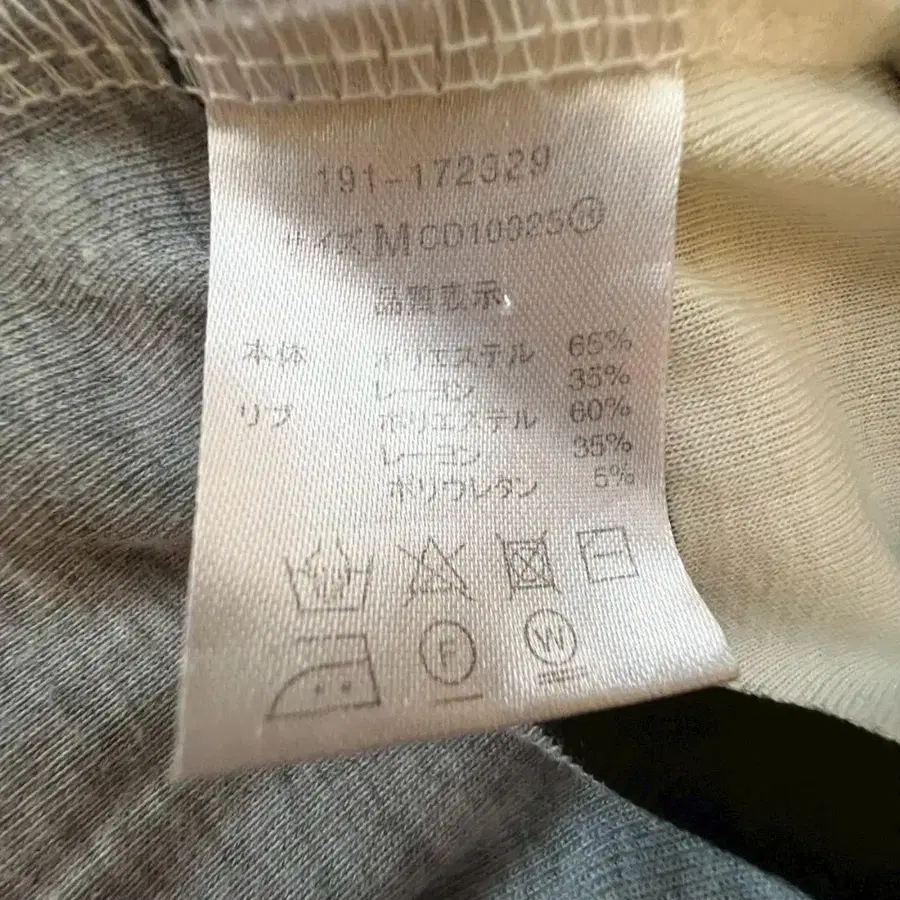 191-172329
サイズ M CD10925Ⓗ
品質表示
本体 ポリエステル 65%
レーヨン 35%
リブ ポリエステル 60%
レーヨン 35%
ポリウレタン 5%
F W